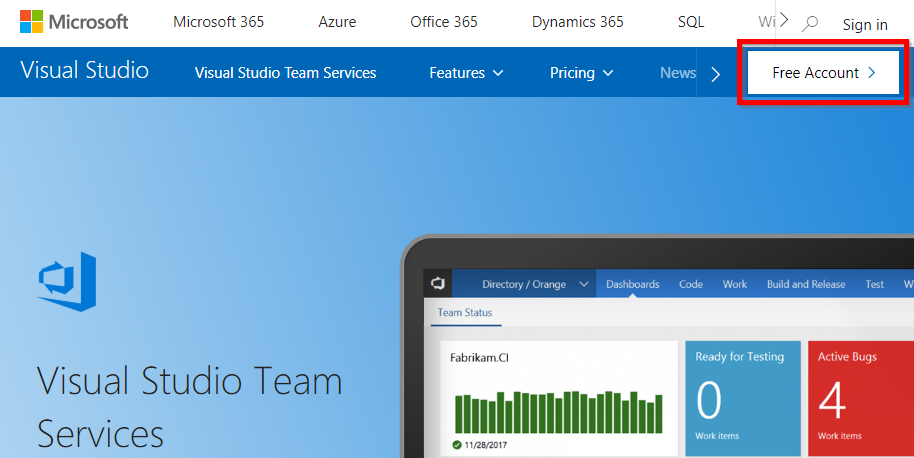 Microsoft Microsoft 365 Azure Office 365 Dynamics 365 SQL Sign in
Visual Studio Visual Studio Team Services Features Pricing News Free Account
Directory / Orange Dashboards Code Work Build and Release Test
Team Status
Fabrikam.CI Ready for Testing Active Bugs
0 4
Work items Work items
11/28/2017
Visual Studio Team
Services